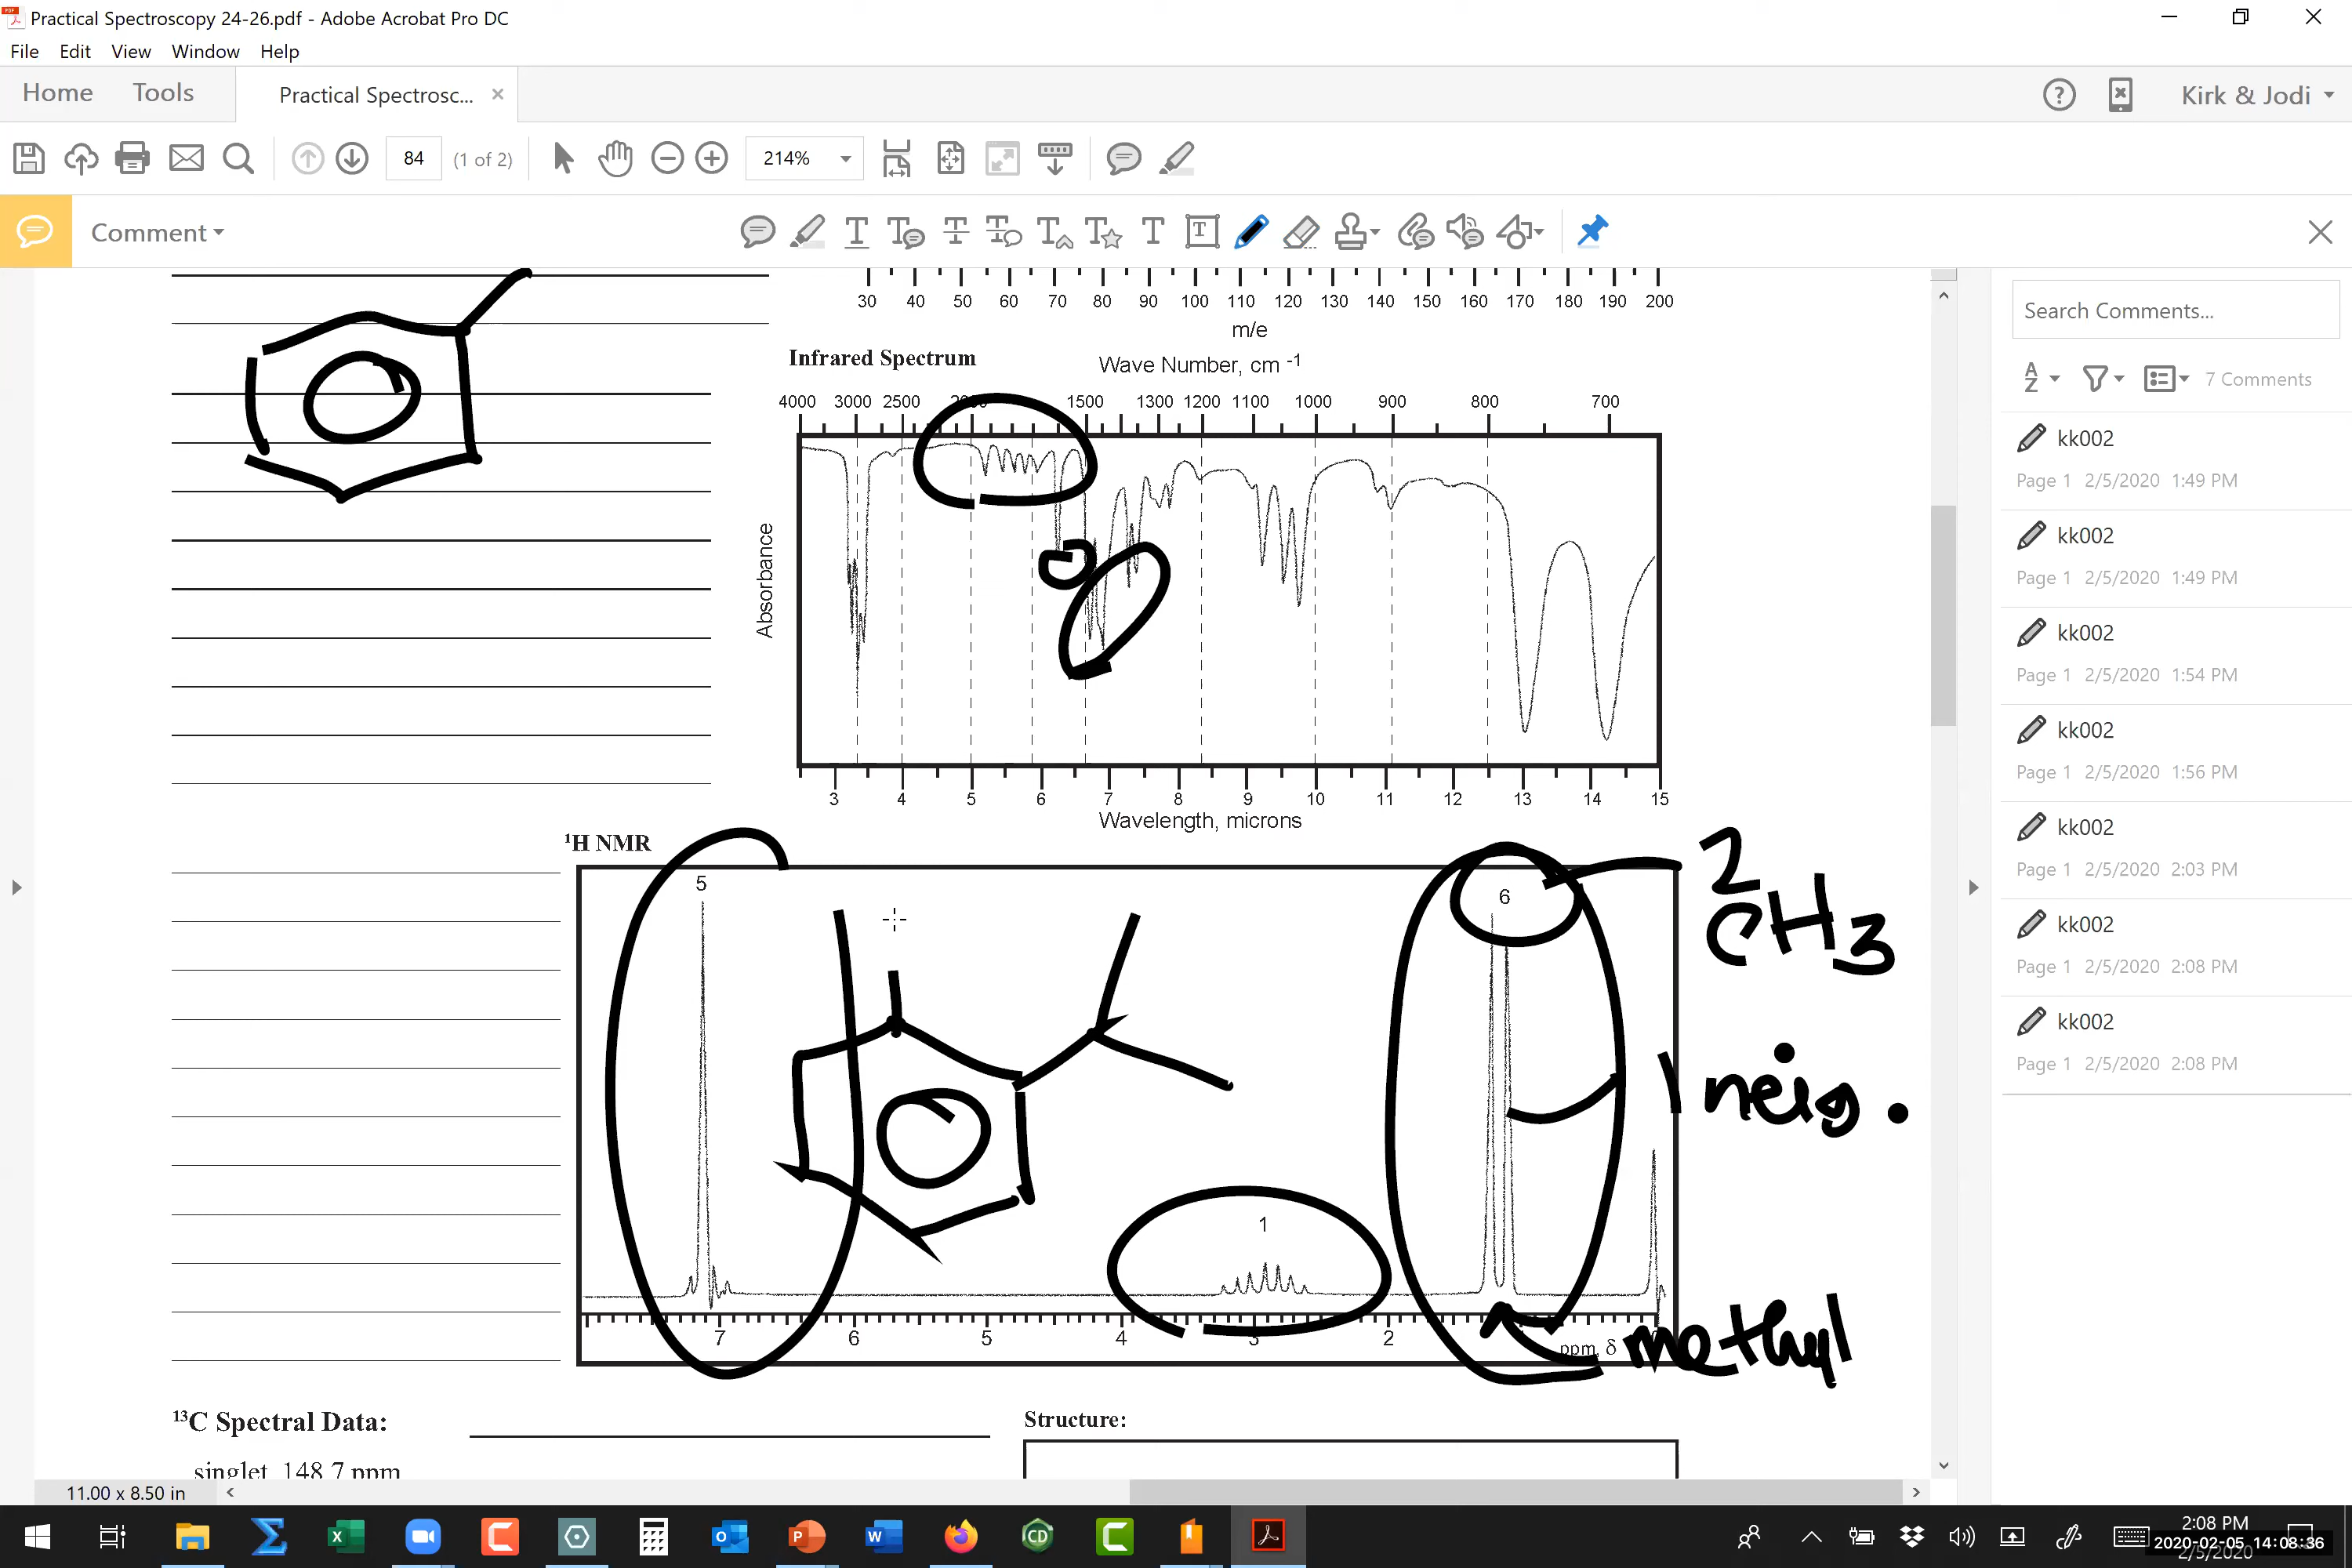 Practical Spectroscopy 24-26.pdf - Adobe Acrobat Pro DC
File Edit View Window Help
Home Tools Practical Spectrosc... × Kirk & Jodi
84 (1 of 2) 214%
Comment
30 40 50 60 70 80 90 100 110 120 130 140 150 160 170 180 190 200
m/e
Infrared Spectrum
Wave Number, cm -1
4000 3000 2500 1500 1300 1200 1100 1000 900 800 700
Absorbance
3 4 5 6 7 8 9 10 11 12 13 14 15
Wavelength, microns
¹H NMR
5
6
1
2
CH3
1 neig.
methyl
7 6 5 4 3 2
ppm, δ
¹³C Spectral Data:
singlet 148.7 ppm
Structure:
11.00 x 8.50 in
Search Comments...
7 Comments
kk002
Page 1 2/5/2020 1:49 PM
kk002
Page 1 2/5/2020 1:49 PM
kk002
Page 1 2/5/2020 1:54 PM
kk002
Page 1 2/5/2020 1:56 PM
kk002
Page 1 2/5/2020 2:03 PM
kk002
Page 1 2/5/2020 2:08 PM
kk002
Page 1 2/5/2020 2:08 PM
2:08 PM
2020-02-05 14:08:36